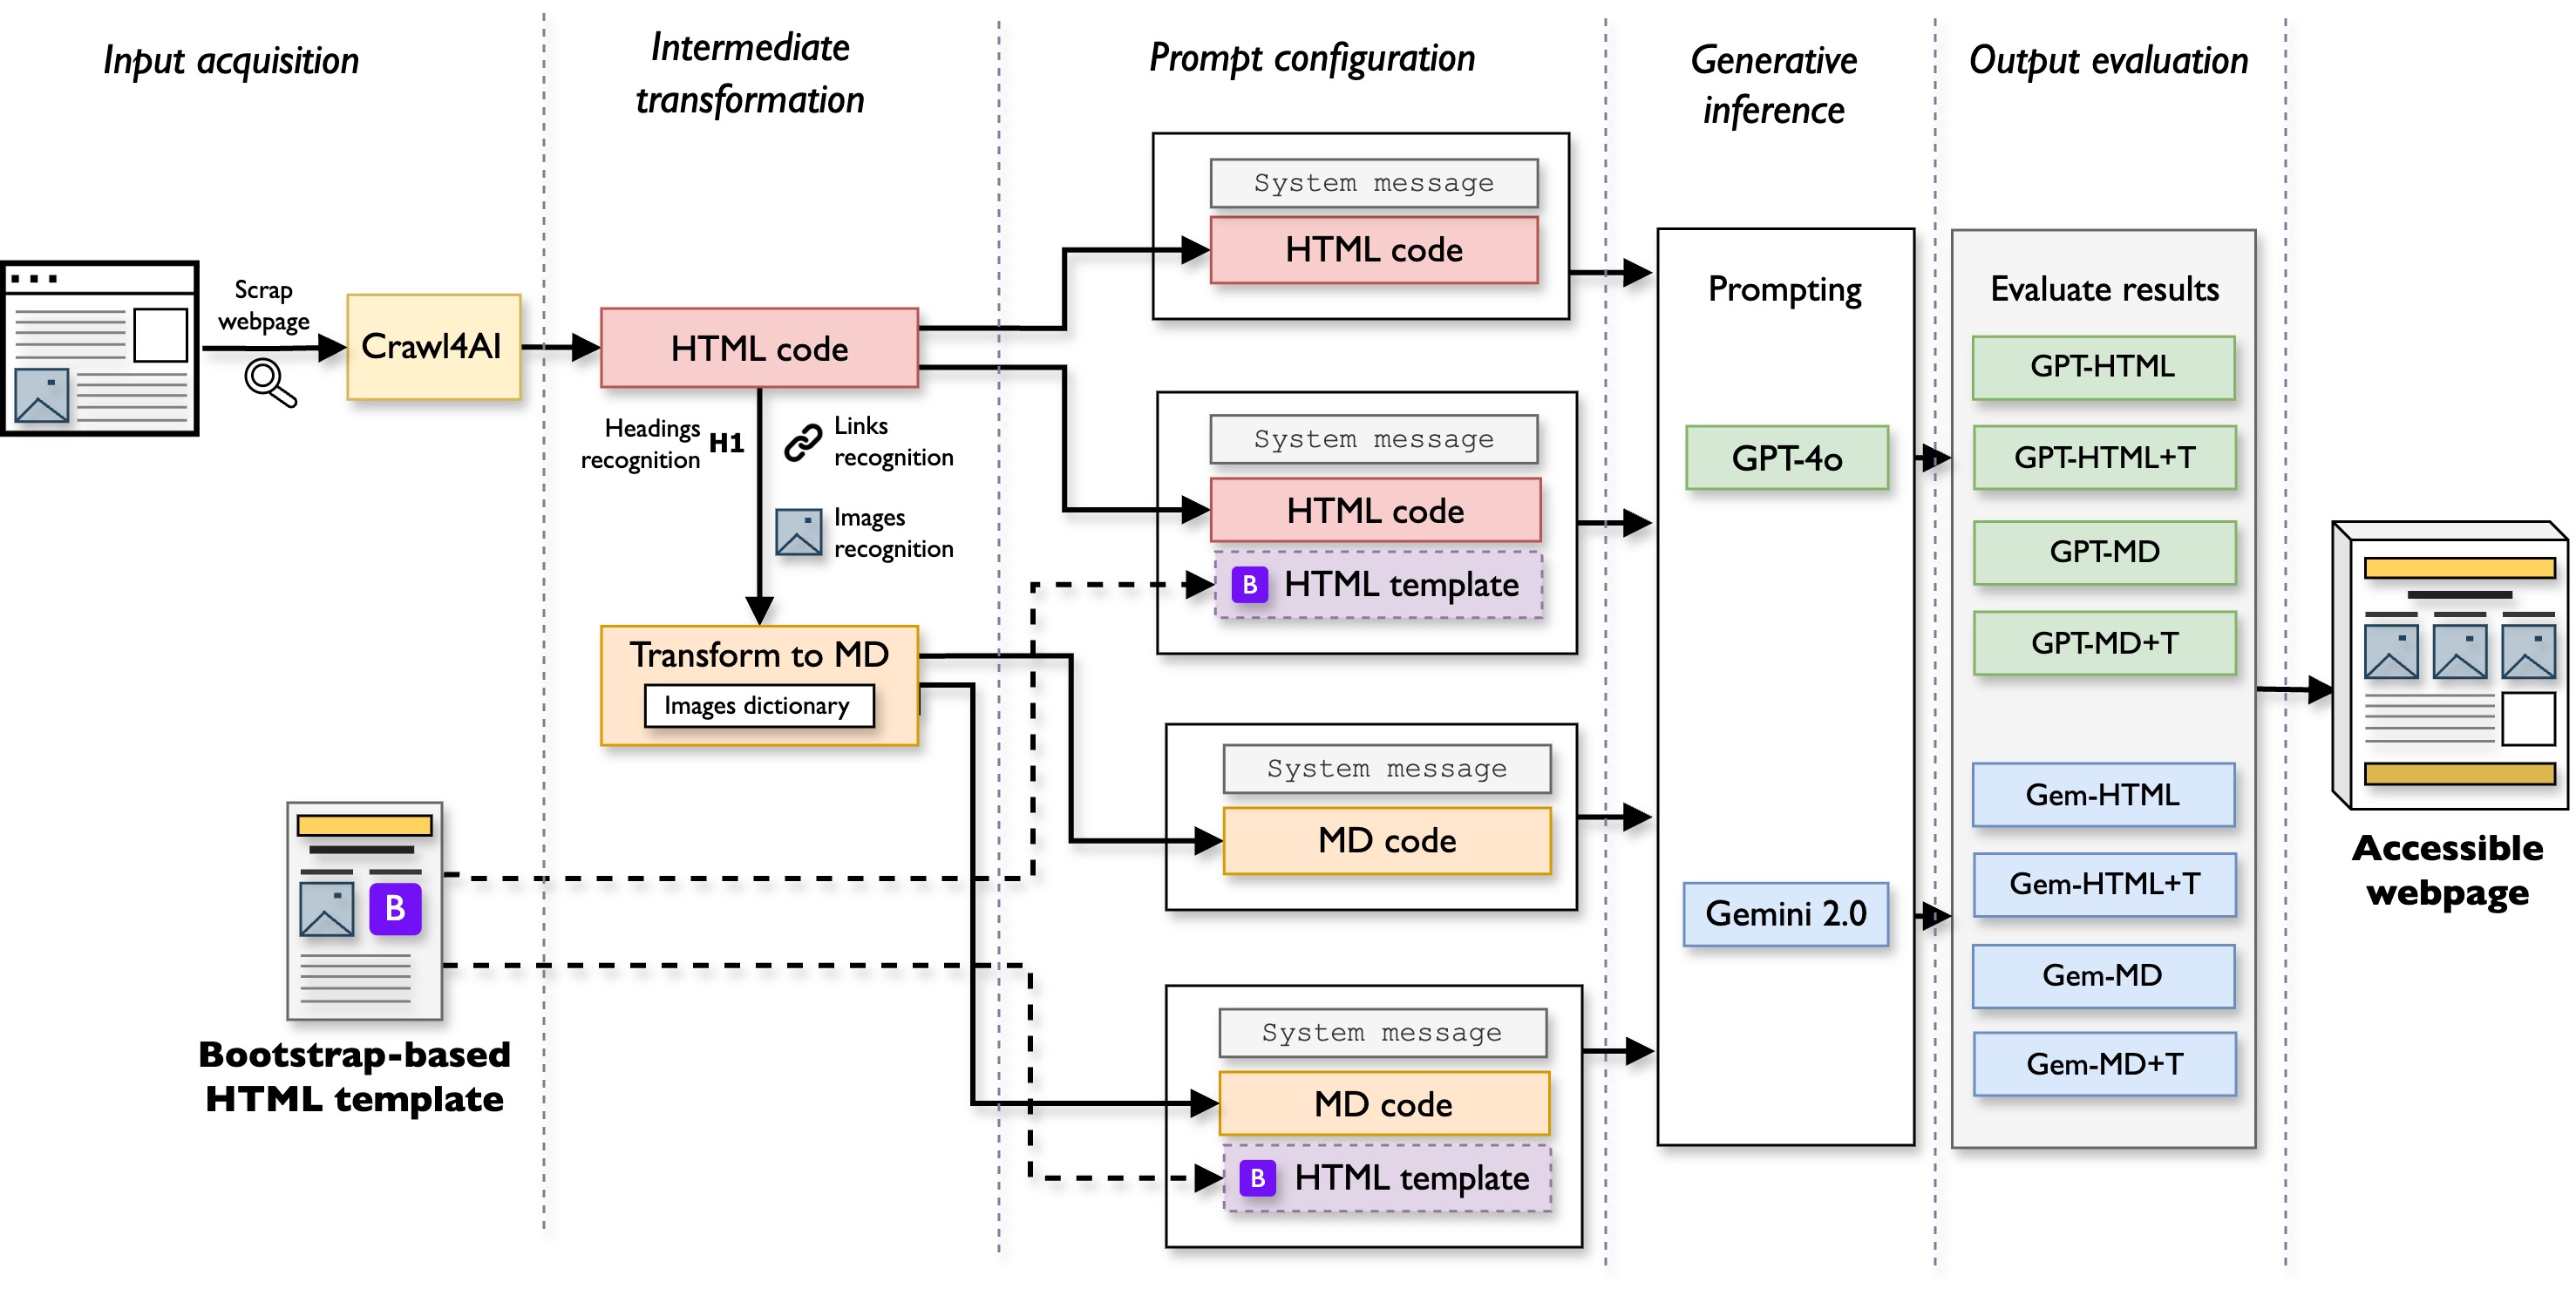 Input acquisition
Intermediate
transformation
Prompt configuration
Generative
inference
Output evaluation
Scrap
webpage
Crawl4AI
HTML code
Headings
recognition
H1
Links
recognition
Images
recognition
Transform to MD
Images dictionary
B
Bootstrap-based
HTML template
System message
HTML code
System message
HTML code
B HTML template
System message
MD code
System message
MD code
B HTML template
Prompting
GPT-4o
Gemini 2.0
Evaluate results
GPT-HTML
GPT-HTML+T
GPT-MD
GPT-MD+T
Gem-HTML
Gem-HTML+T
Gem-MD
Gem-MD+T
Accessible
webpage